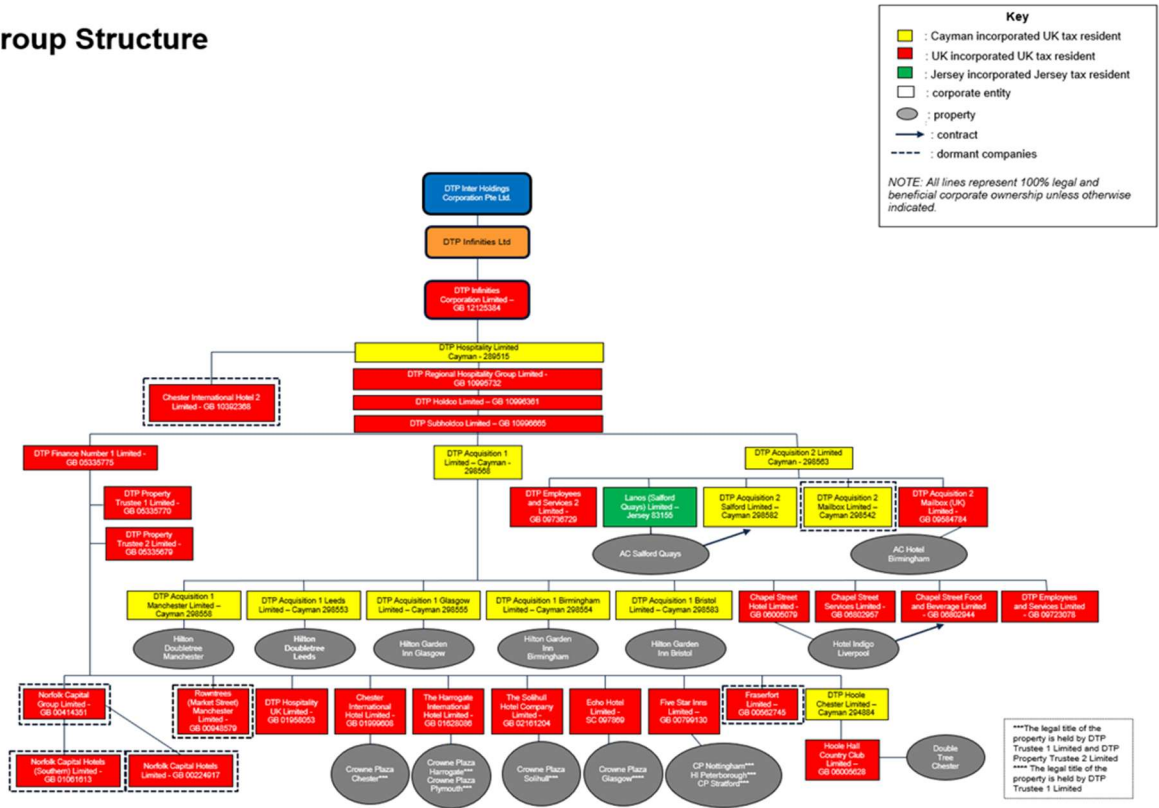 roup Structure
Key
: Cayman incorporated UK tax resident
: UK incorporated UK tax resident
: Jersey incorporated Jersey tax resident
: corporate entity
: property
: contract
: dormant companies
NOTE: All lines represent 100% legal and
beneficial corporate ownership unless otherwise
indicated.
DTP Inter Holdings
Corporation Pte Ltd.
DTP Infinities Ltd
DTP Infinities
Corporation Limited –
GB 12125384
DTP Hospitality Limited
Cayman - 289515
DTP Regional Hospitality Group Limited -
GB 10995732
DTP Holdco Limited – GB 10996361
DTP Subholdco Limited – GB 10996665
Chester International Hotel 2
Limited - GB 10392368
DTP Finance Number 1 Limited -
GB 05335775
DTP Acquisition 1
Limited – Cayman -
298568
DTP Acquisition 2 Limited
Cayman - 298563
DTP Property
Trustee 1 Limited -
GB 05335770
DTP Property
Trustee 2 Limited -
GB 05335679
DTP Employees
and Services 2
Limited -
GB 09736729
Lanos (Salford
Quays) Limited –
Jersey 83155
DTP Acquisition 2
Salford Limited –
Cayman 298582
DTP Acquisition 2
Mailbox Limited –
Cayman 298542
DTP Acquisition 2
Mailbox (UK)
Limited -
GB 09584784
AC Salford Quays
AC Hotel
Birmingham
DTP Acquisition 1
Manchester Limited –
Cayman 298558
DTP Acquisition 1 Leeds
Limited – Cayman 298553
DTP Acquisition 1 Glasgow
Limited – Cayman 298555
DTP Acquisition 1 Birmingham
Limited – Cayman 298554
DTP Acquisition 1 Bristol
Limited – Cayman 298583
Chapel Street
Hotel Limited -
GB 06005079
Chapel Street
Services Limited -
GB 06802957
Chapel Street Food
and Beverage Limited
- GB 06802944
DTP Employees
and Services Limited
- GB 09723078
Hilton
Doubletree
Manchester
Hilton
Doubletree
Leeds
Hilton Garden
Inn Glasgow
Hilton Garden
Inn
Birmingham
Hilton Garden
Inn Bristol
Hotel Indigo
Liverpool
Norfolk Capital
Group Limited -
GB 00414351
Rowntrees
(Market Street)
Manchester
Limited -
GB 00948579
DTP Hospitality
UK Limited -
GB 01958053
Chester
International
Hotel Limited -
GB 01999608
The Harrogate
International
Hotel Limited -
GB 01628086
The Solihull
Hotel Company
Limited -
GB 02161204
Echo Hotel
Limited -
SC 097869
Five Star Inns
Limited –
GB 00799130
Fraserfort
Limited –
GB 00562745
DTP Hoole
Chester Limited –
Cayman 294884
Norfolk Capital Hotels
(Southern) Limited -
GB 01061613
Norfolk Capital Hotels
Limited - GB 00224917
Crowne Plaza
Chester***
Crowne Plaza
Harrogate***
Crowne Plaza
Plymouth***
Crowne Plaza
Solihull***
Crowne Plaza
Glasgow****
CP Nottingham***
HI Peterborough***
CP Stratford***
Hoole Hall
Country Club
Limited –
GB 06005628
Double
Tree
Chester
***The legal title of the
property is held by DTP
Trustee 1 Limited and DTP
Property Trustee 2 Limited
**** The legal title of the
property is held by DTP
Trustee 1 Limited